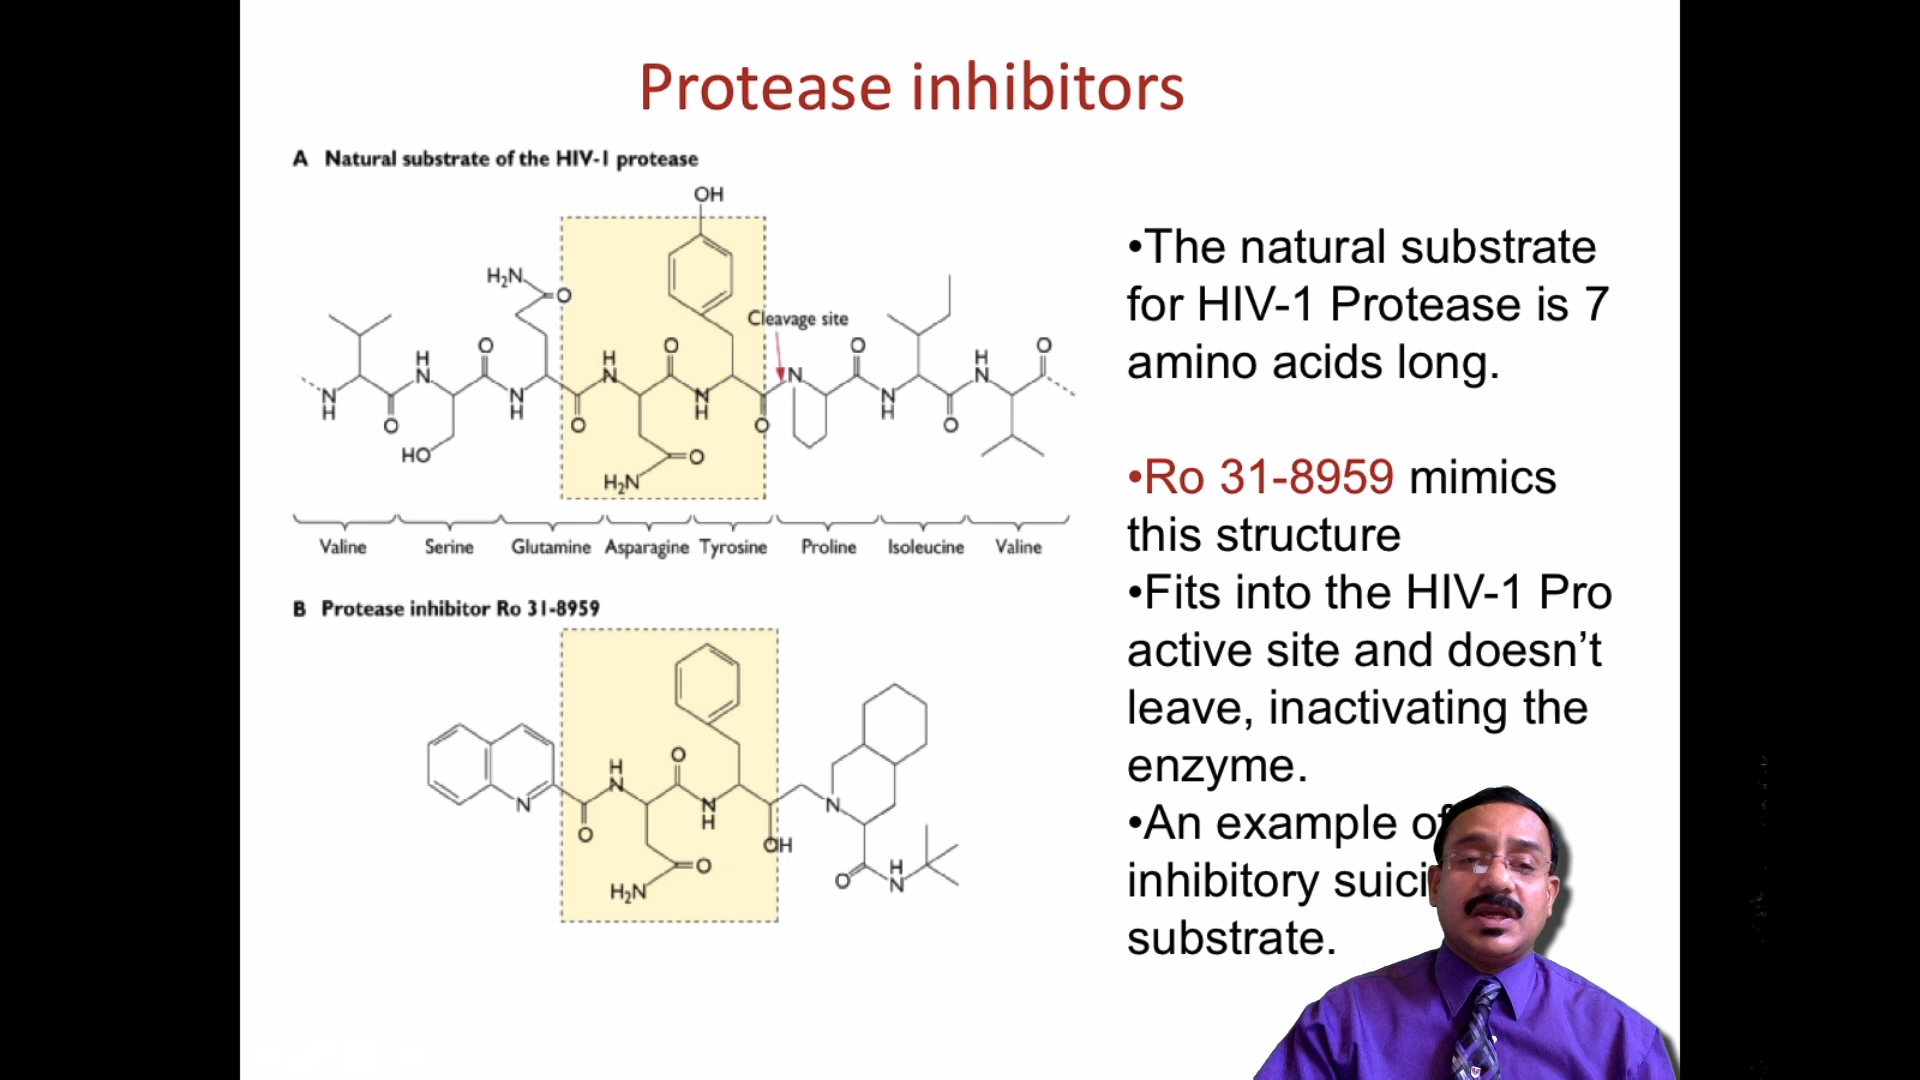 Protease inhibitors
A Natural substrate of the HIV-1 protease
OH
H₂N
O
Cleavage site
H
N
O
H
N
O
H
N
O
H
N
O
H
N
O
N
O
H
N
O
H
N
O
HO
H₂N
O
Valine Serine Glutamine Asparagine Tyrosine Proline Isoleucine Valine
B Protease inhibitor Ro 31-8959
N
O
H
N
O
N
H
OH
H₂N
O
N
O
H
N
•The natural substrate
for HIV-1 Protease is 7
amino acids long.
•Ro 31-8959 mimics
this structure
•Fits into the HIV-1 Pro
active site and doesn’t
leave, inactivating the
enzyme.
•An example of
inhibitory suici
substrate.